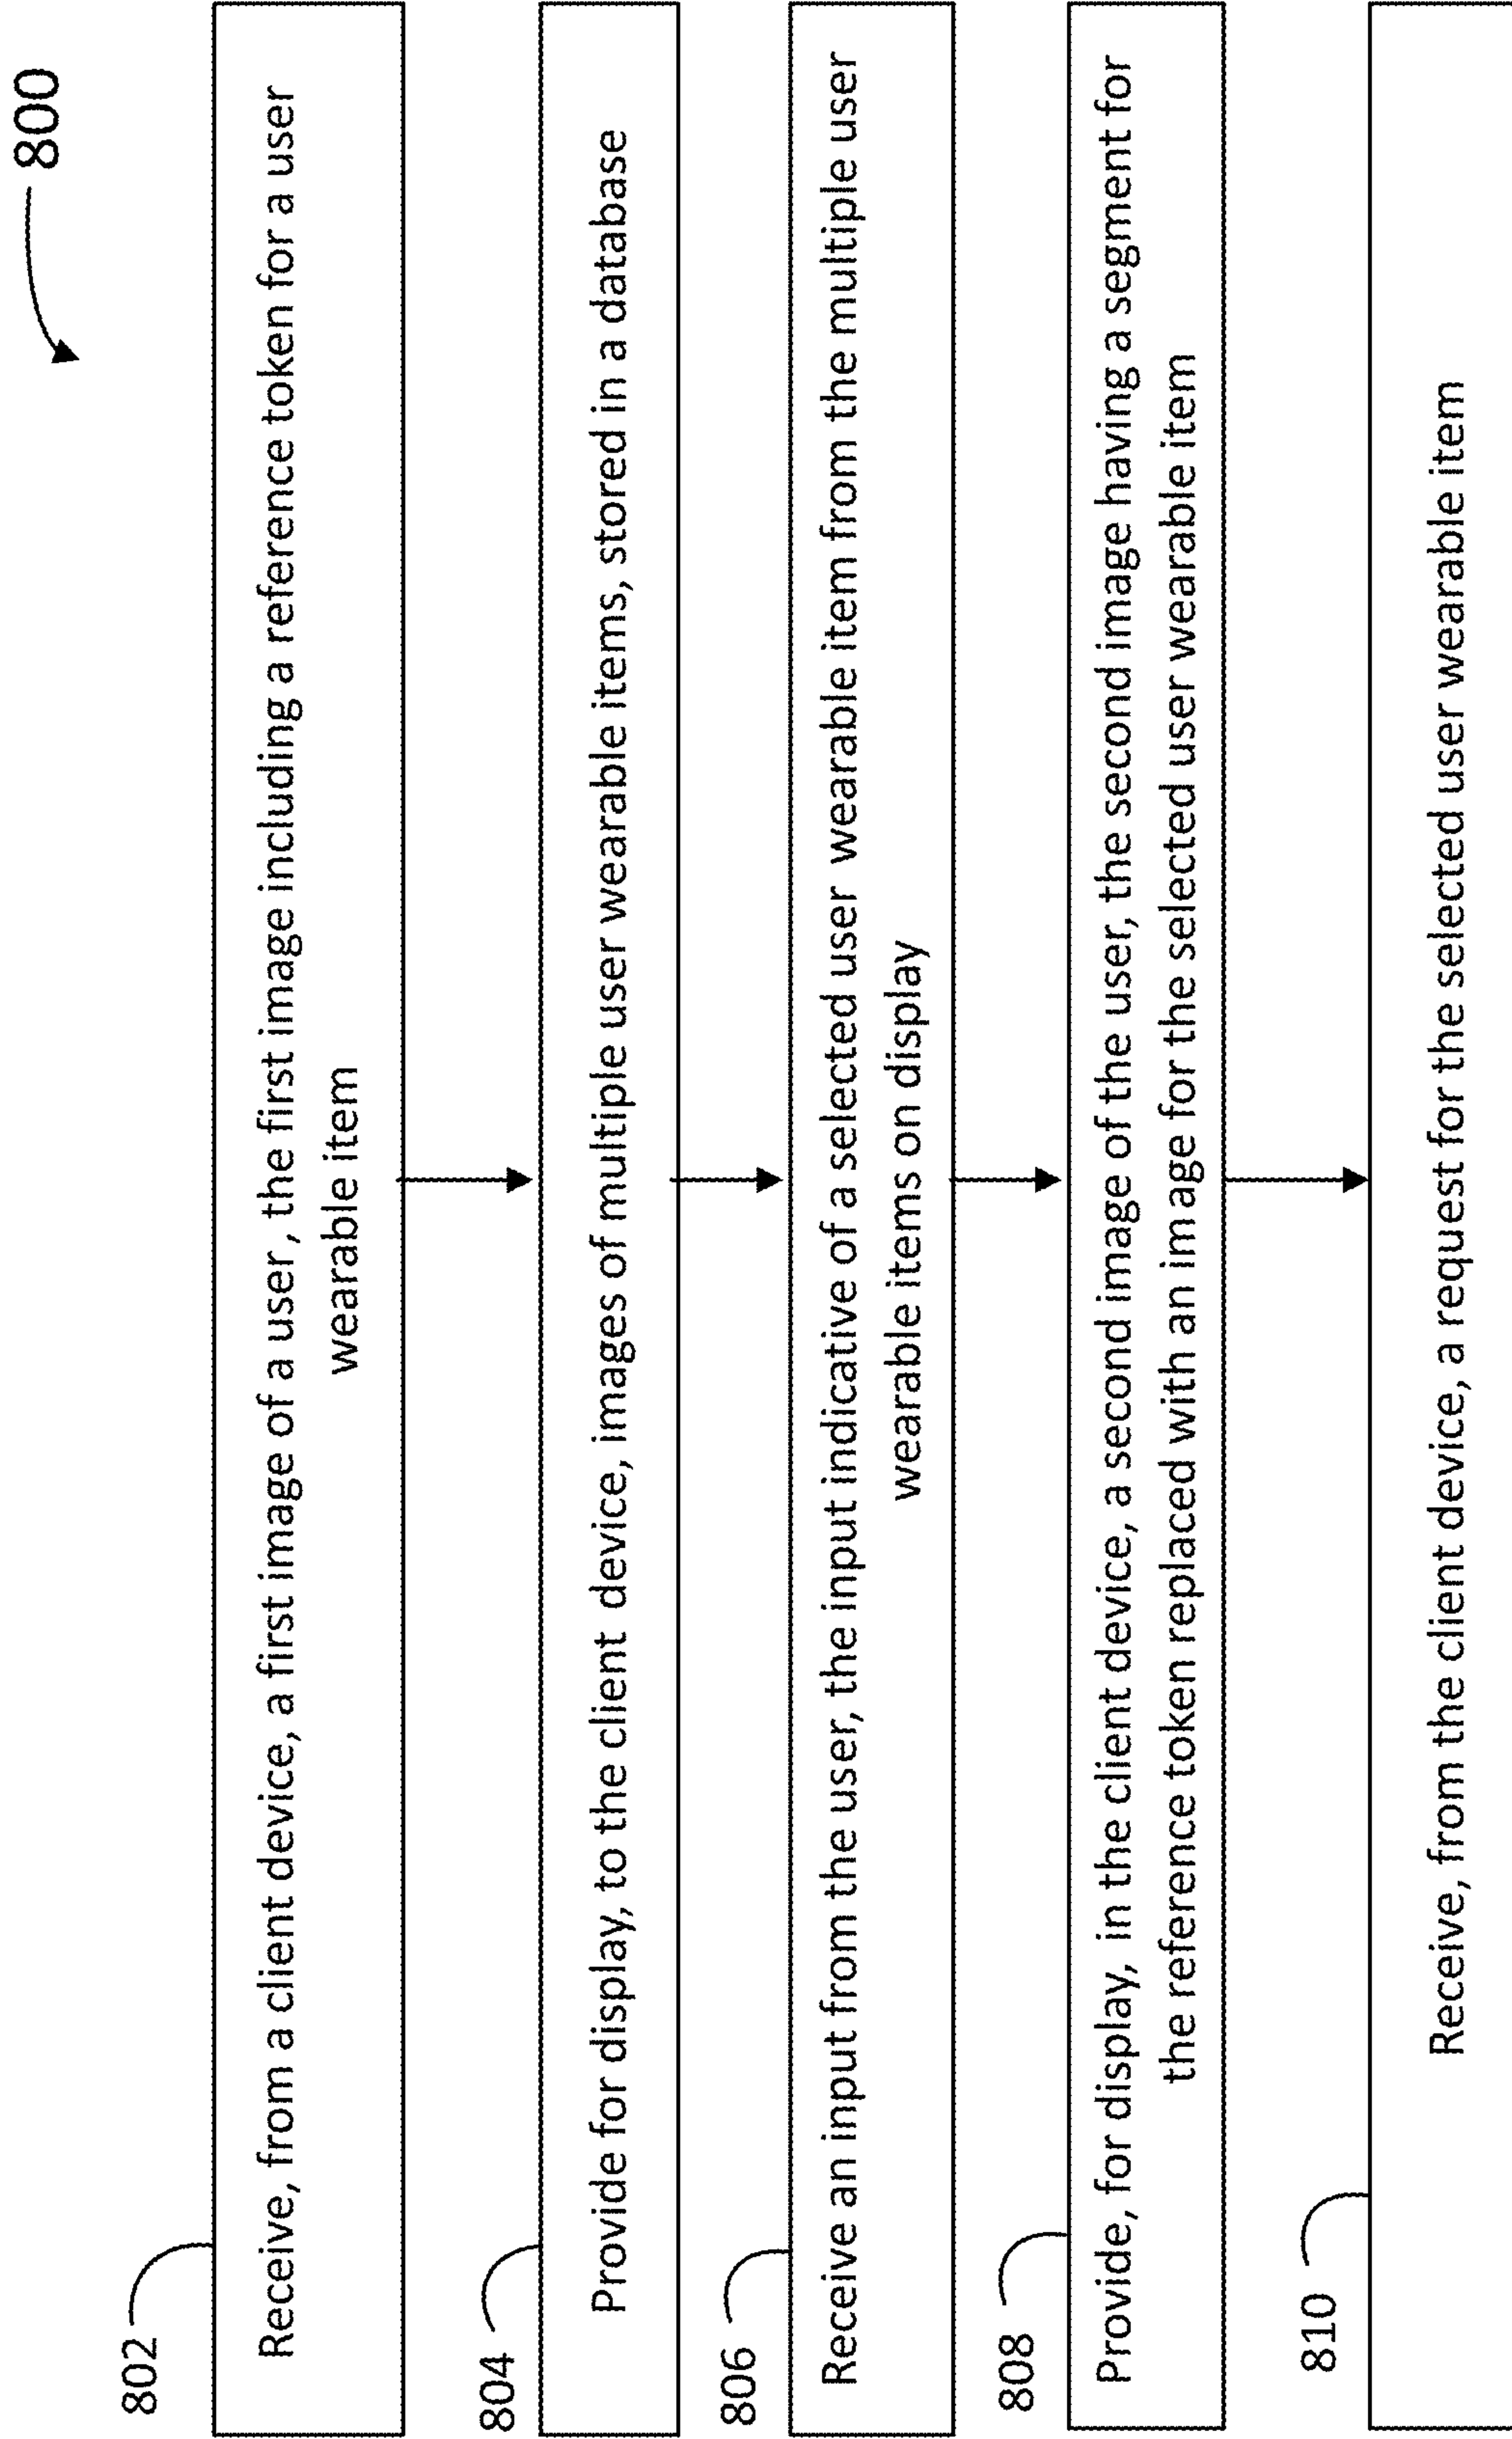 800
802
Receive, from a client device, a first image of a user, the first image including a reference token for a user
wearable item
804
Provide for display, to the client device, images of multiple user wearable items, stored in a database
806
Receive an input from the user, the input indicative of a selected user wearable item from the multiple user
wearable items on display
808
Provide, for display, in the client device, a second image of the user, the second image having a segment for
the reference token replaced with an image for the selected user wearable item
810
Receive, from the client device, a request for the selected user wearable item